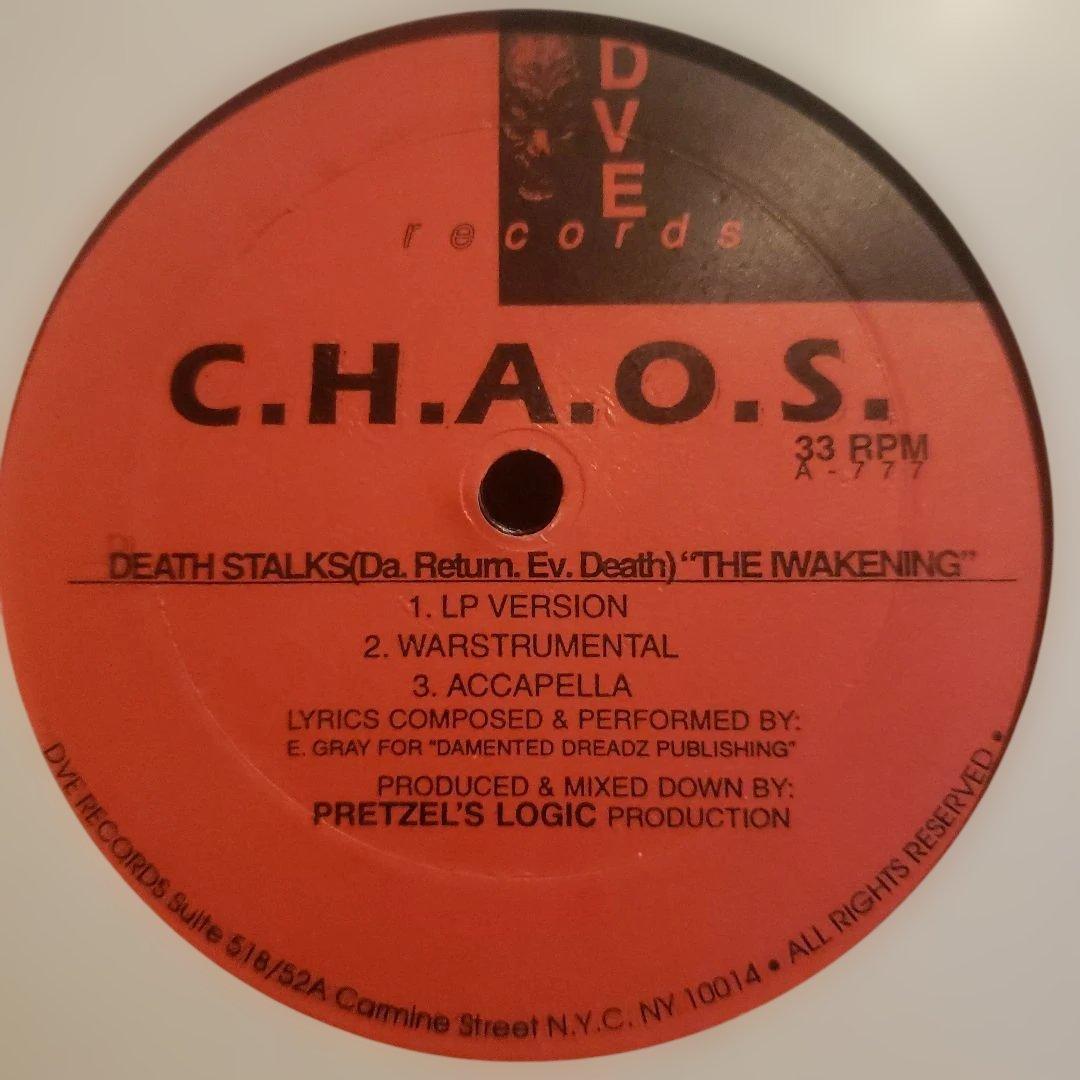 DVE
records
C.H.A.O.S.
33 RPM
A-777
DEATH STALKS(Da. Return. Ev. Death) "THE IWAKENING"
1. LP VERSION
2. WARSTRUMENTAL
3. ACCAPELLA
LYRICS COMPOSED & PERFORMED BY:
E. GRAY FOR "DAMENTED DREADZ PUBLISHING"
PRODUCED & MIXED DOWN BY:
PRETZEL'S LOGIC PRODUCTION
DVE RECORDS Suite 518/52A Carmine Street N.Y.C. NY 10014 • ALL RIGHTS RESERVED •